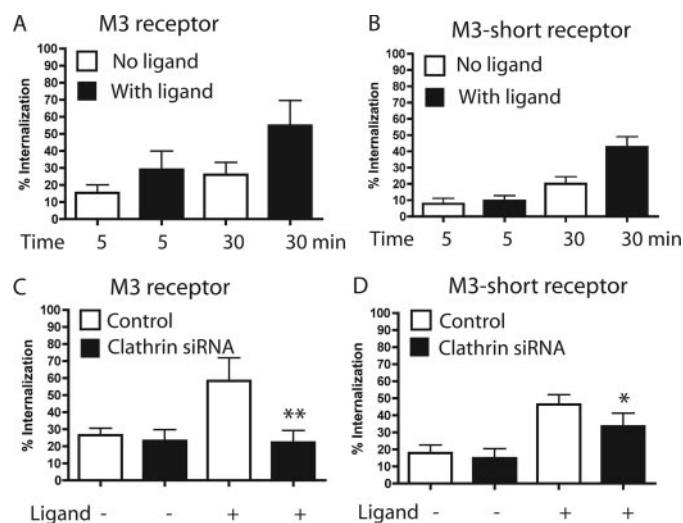 A
M3 receptor
100
90
80
70
60
50
40
30
20
10
0
% Internalization
No ligand
With ligand
Time 5 5 30 30 min
B
M3-short receptor
100
90
80
70
60
50
40
30
20
10
0
% Internalization
No ligand
With ligand
5 5 30 30 min
C
M3 receptor
100
90
80
70
60
50
40
30
20
10
0
% Internalization
Control
Clathrin siRNA
**
Ligand - - + +
D
M3-short receptor
100
90
80
70
60
50
40
30
20
10
0
% Internalization
Control
Clathrin siRNA
*
Ligand - - + +